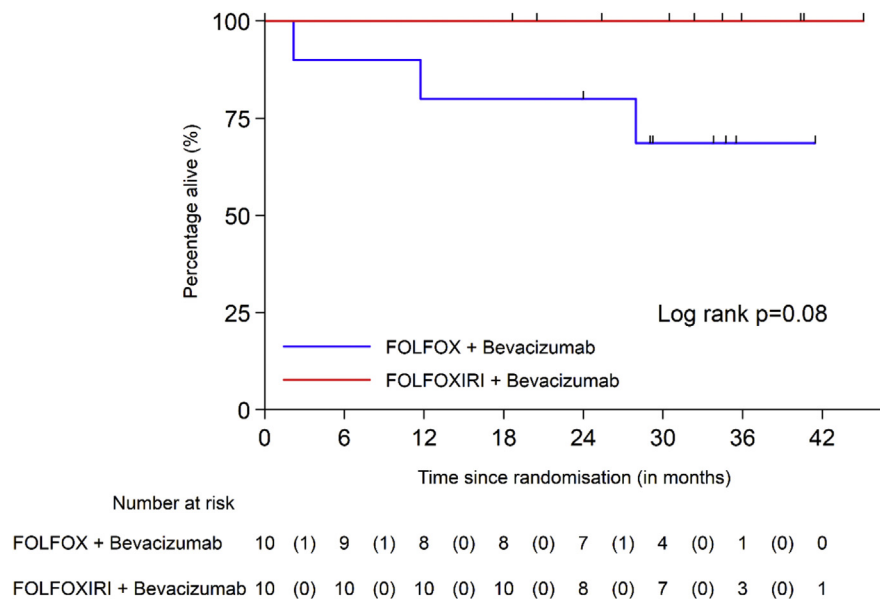 100
75
50
25
0
Percentage alive (%)
Log rank p=0.08
FOLFOX + Bevacizumab
FOLFOXIRI + Bevacizumab
0 6 12 18 24 30 36 42
Time since randomisation (in months)
Number at risk
FOLFOX + Bevacizumab 10 (1) 9 (1) 8 (0) 8 (0) 7 (1) 4 (0) 1 (0) 0
FOLFOXIRI + Bevacizumab 10 (0) 10 (0) 10 (0) 10 (0) 8 (0) 7 (0) 3 (0) 1